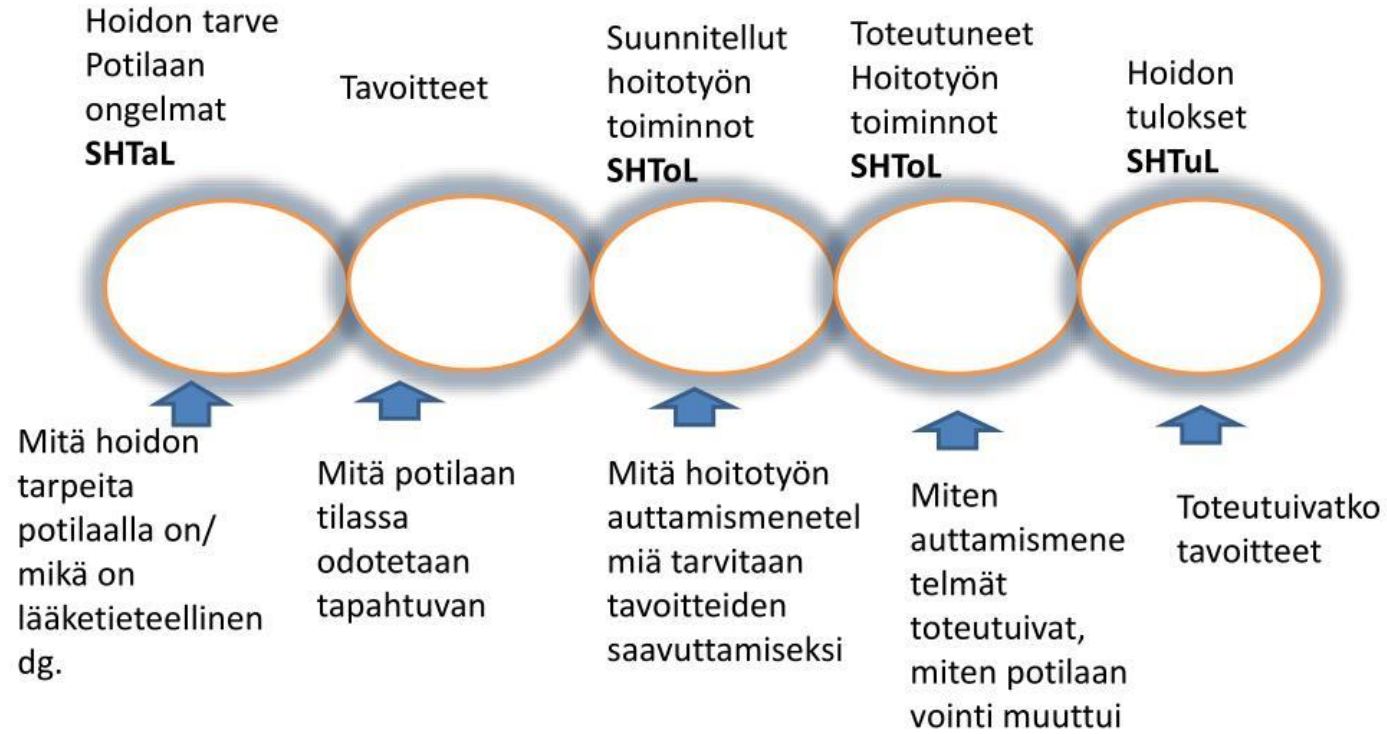 Hoidon tarve
Potilaan
ongelmat
SHTaL
Tavoitteet
Suunnitellut
hoitotyön
toiminnot
SHToL
Toteutuneet
Hoitotyön
toiminnot
SHToL
Hoidon
tulokset
SHTuL
Mitä hoidon
tarpeita
potilaalla on/
mikä on
lääketieteellinen
dg.
Mitä potilaan
tilassa
odotetaan
tapahtuvan
Mitä hoitotyön
auttamismenetel
miä tarvitaan
tavoitteiden
saavuttamiseksi
Miten
auttamismene
telmät
toteutuivat,
miten potilaan
vointi muuttui
Toteutuivatko
tavoitteet